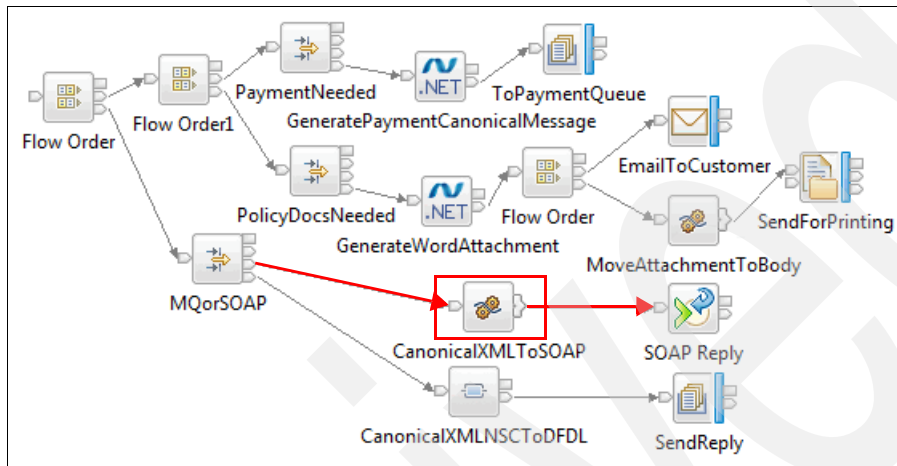 Flow Order
Flow Order1
PaymentNeeded
.NET
GeneratePaymentCanonicalMessage
ToPaymentQueue
PolicyDocsNeeded
.NET
GenerateWordAttachment
Flow Order
EmailToCustomer
MoveAttachmentToBody
SendForPrinting
MQorSOAP
CanonicalXMLToSOAP
SOAP Reply
CanonicalXMLNSCToDFDL
SendReply